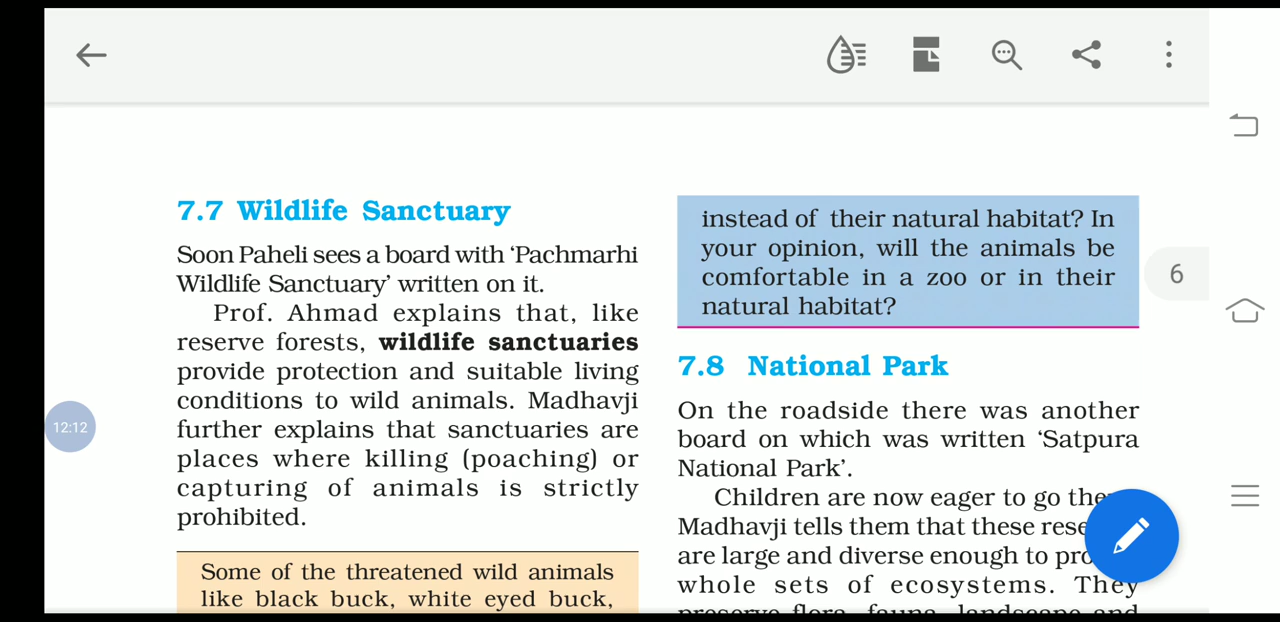 7.7 Wildlife Sanctuary
Soon Paheli sees a board with ‘Pachmarhi
Wildlife Sanctuary’ written on it.
Prof. Ahmad explains that, like
reserve forests, wildlife sanctuaries
provide protection and suitable living
conditions to wild animals. Madhavji
further explains that sanctuaries are
places where killing (poaching) or
capturing of animals is strictly
prohibited.
Some of the threatened wild animals
like black buck, white eyed buck,
instead of their natural habitat? In
your opinion, will the animals be
comfortable in a zoo or in their
natural habitat?
7.8 National Park
On the roadside there was another
board on which was written ‘Satpura
National Park’.
Children are now eager to go
Madhavji tells them that these
are large and diverse enough to
whole sets of ecosystems. They
preserve flora, fauna, landscape and
6
12:12